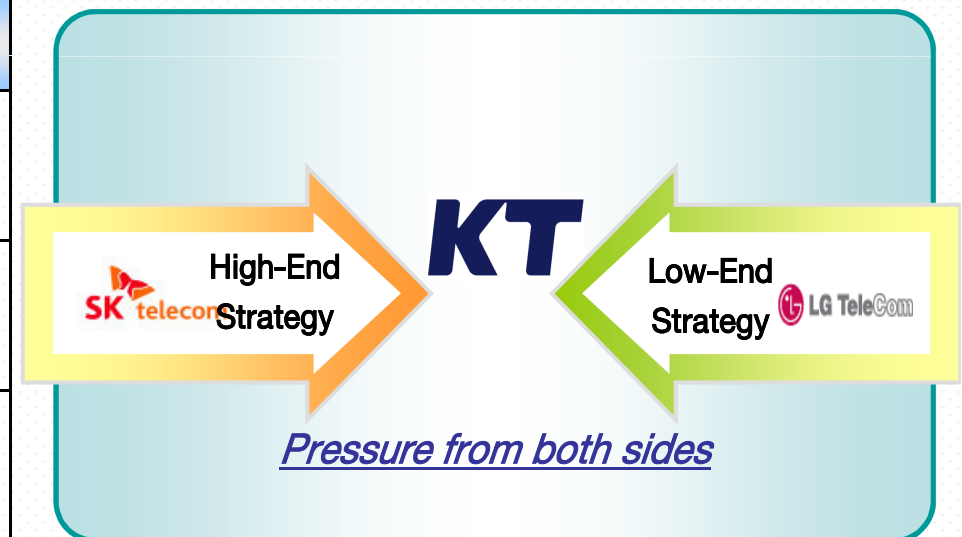 KT
High-End
Strategy
SK telecom
Low-End
Strategy
LG TeleCom
Pressure from both sides